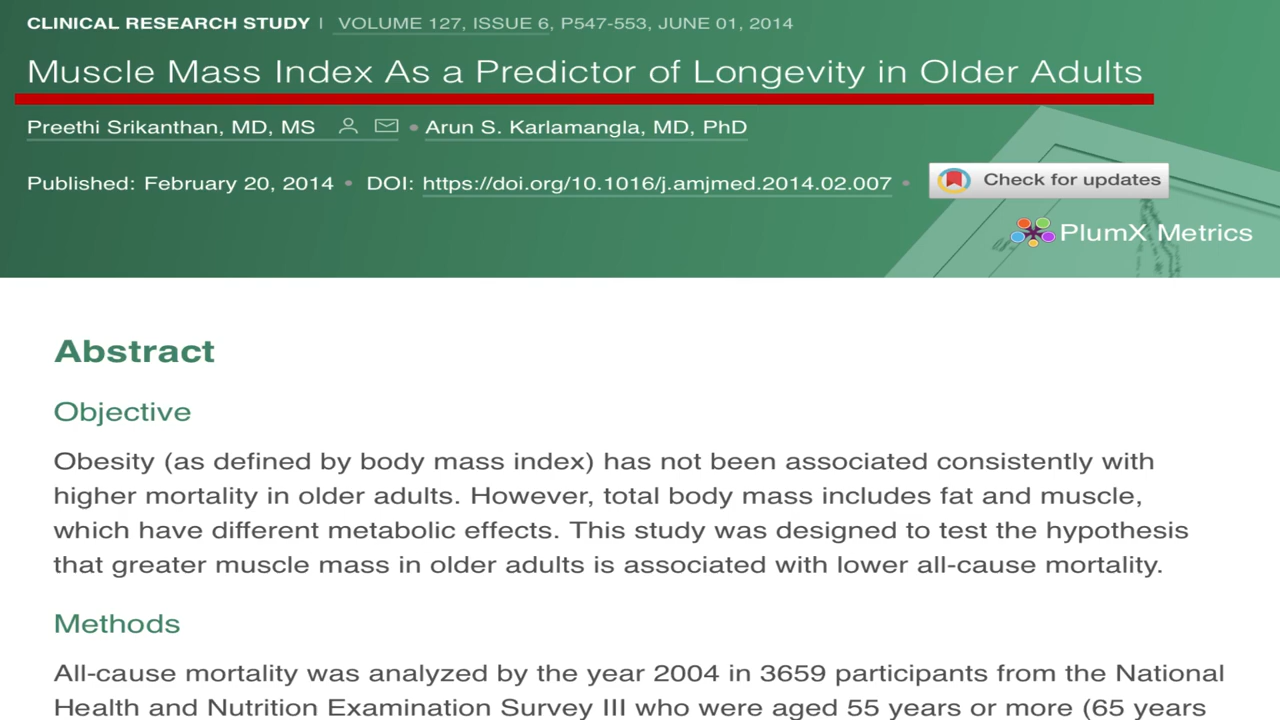 CLINICAL RESEARCH STUDY | VOLUME 127, ISSUE 6, P547-553, JUNE 01, 2014
Muscle Mass Index As a Predictor of Longevity in Older Adults
Preethi Srikanthan, MD, MS • Arun S. Karlamangla, MD, PhD
Published: February 20, 2014 • DOI: https://doi.org/10.1016/j.amjmed.2014.02.007 •
Check for updates
PlumX Metrics
Abstract
Objective
Obesity (as defined by body mass index) has not been associated consistently with
higher mortality in older adults. However, total body mass includes fat and muscle,
which have different metabolic effects. This study was designed to test the hypothesis
that greater muscle mass in older adults is associated with lower all-cause mortality.
Methods
All-cause mortality was analyzed by the year 2004 in 3659 participants from the National
Health and Nutrition Examination Survey III who were aged 55 years or more (65 years